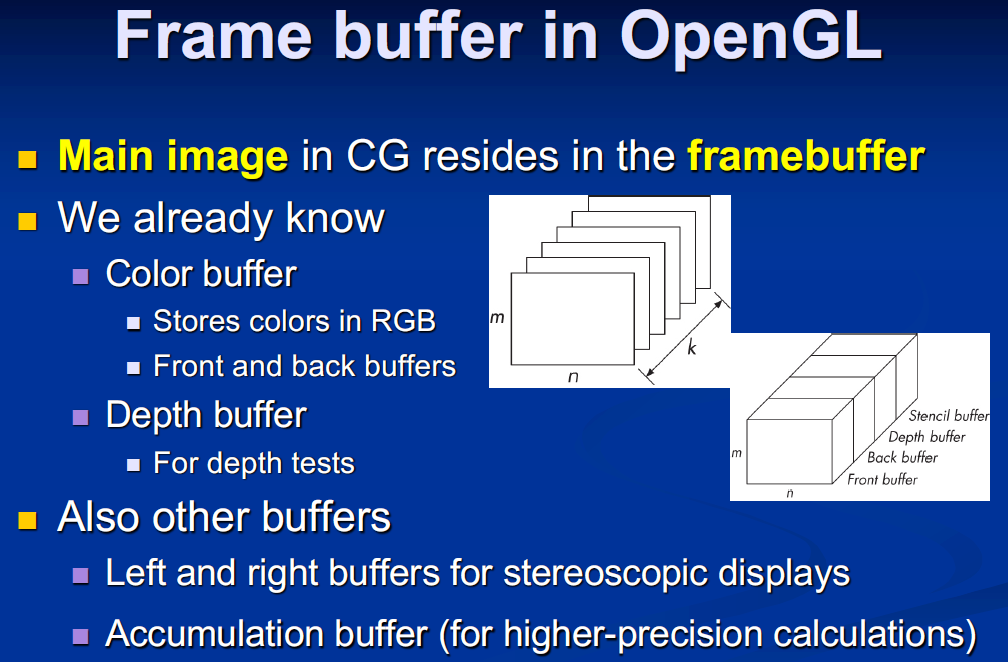 Frame buffer in OpenGL
Main image in CG resides in the framebuffer
We already know
Color buffer
Stores colors in RGB
Front and back buffers
Depth buffer
For depth tests
m
n
k
Stencil buffer
Depth buffer
Back buffer
Front buffer
m
n
Also other buffers
Left and right buffers for stereoscopic displays
Accumulation buffer (for higher-precision calculations)